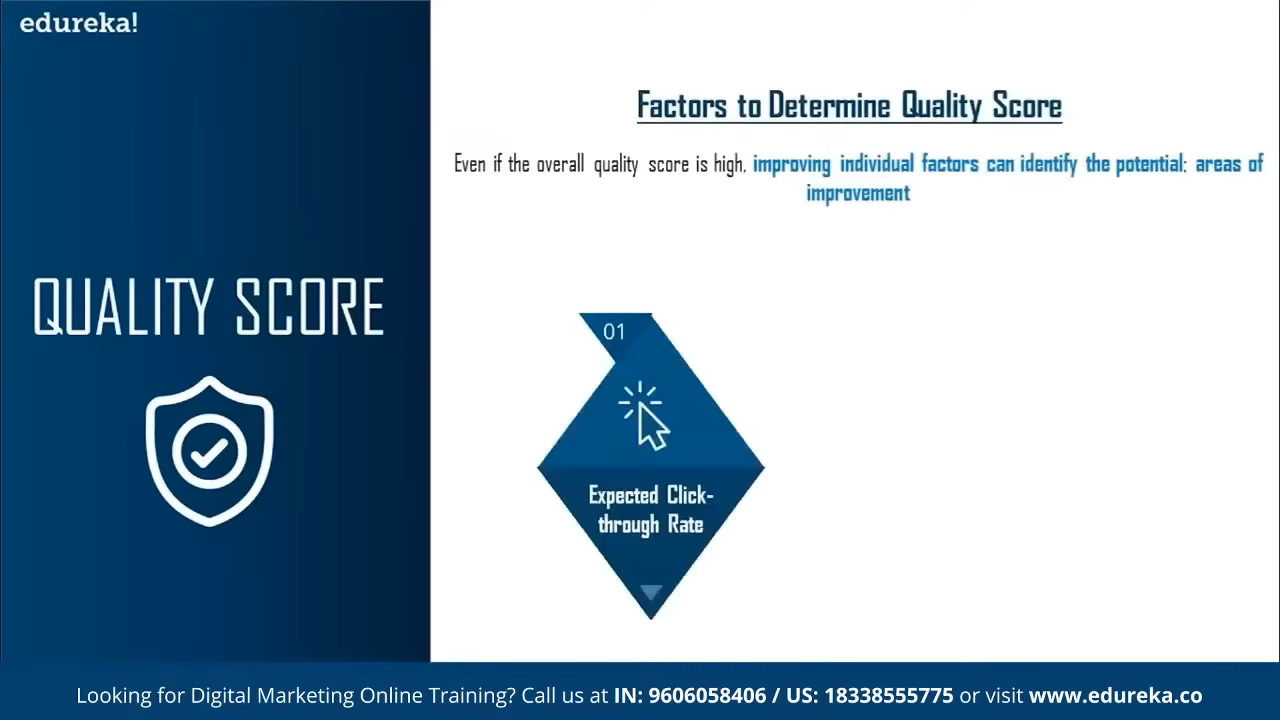 edureka!
Factors to Determine Quality Score
Even if the overall quality score is high, improving individual factors can identify the potential: areas of
improvement
QUALITY SCORE
01
Expected Click-
through Rate
Looking for Digital Marketing Online Training? Call us at IN: 9606058406 / US: 18338555775 or visit www.edureka.co